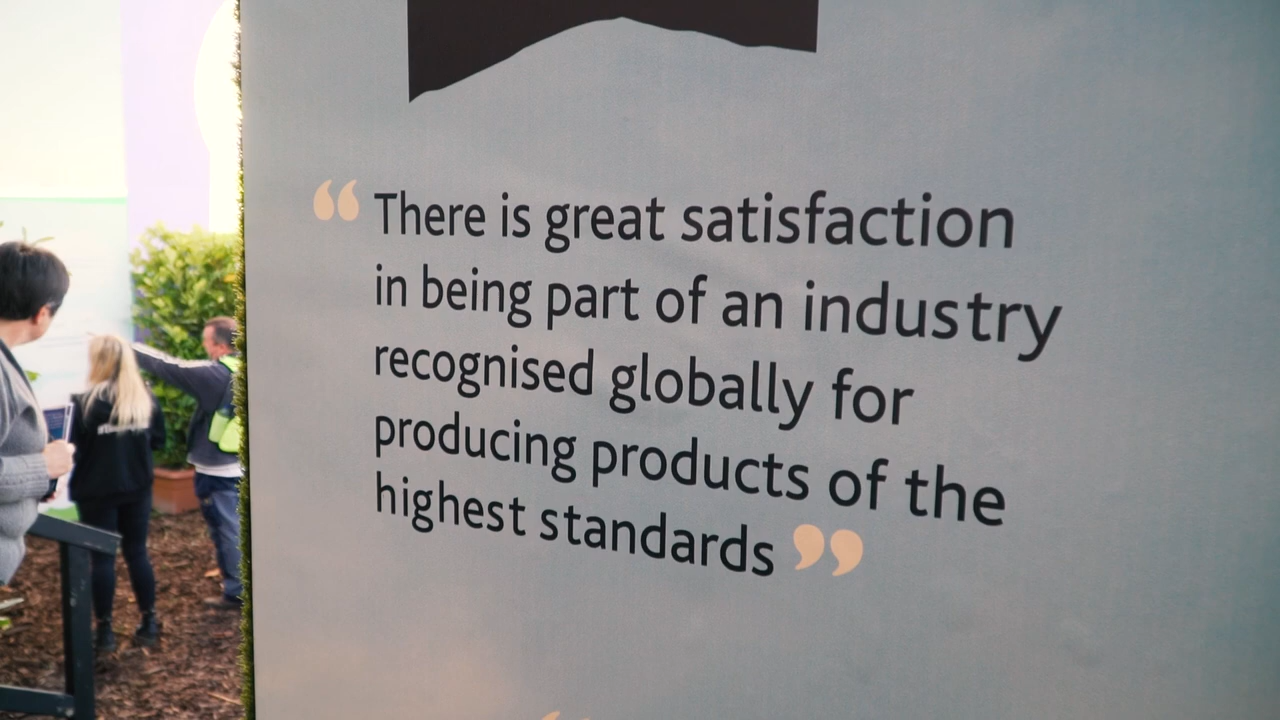 “There is great satisfaction
in being part of an industry
recognised globally for
producing products of the
highest standards”